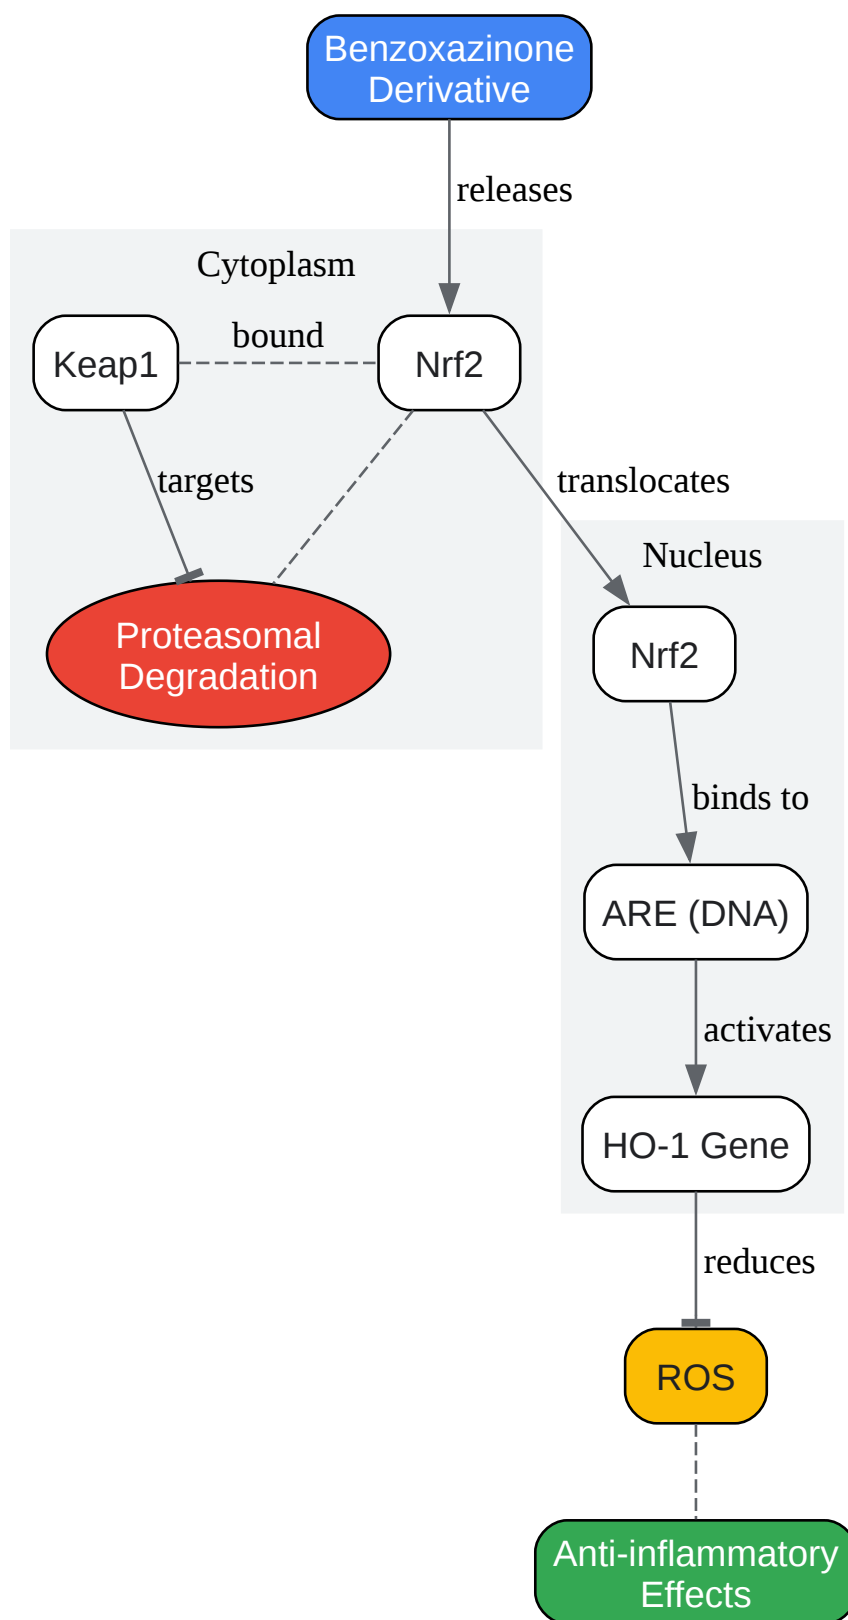 Benzoxazinone
Derivative
releases
Cytoplasm
bound
Keap1
Nrf2
targets
translocates
Nucleus
Proteasomal
Degradation
Nrf2
binds to
ARE (DNA)
activates
HO-1 Gene
reduces
ROS
Anti-inflammatory
Effects